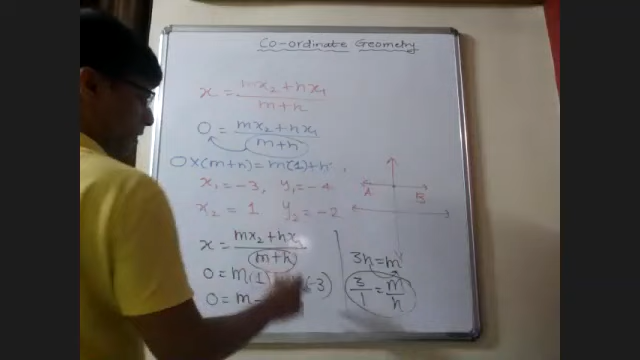 Co-ordinate Geometry
x = mx₂ + nx₁ / m+n
0 = mx₂ + nx₁ / (m+n)
0×(m+n) = m(1)+n
x₁ = -3, y₁ = -4
x₂ = 1 y₂ = -2
x = mx₂ + nx₁ / (m+n)
0 = m(1) (-3)
0 = m -
A B
3n = m
3/1 = m/n